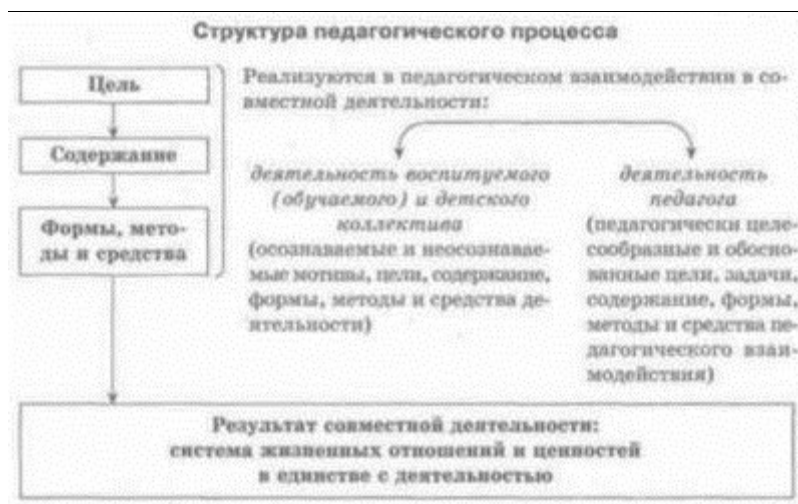 Структура педагогического процесса
Цель
Содержание
Формы, мето-
ды и средства
Реализуются в педагогическом взаимодействии в со-
вместной деятельности:
деятельность воспитуемого
(обучаемого) и детского
коллектива
(осознаваемые и неосознавае-
мые мотивы, цели, содержание,
формы, методы и средства де-
ятельности)
деятельность
педагога
(педагогически целе-
сообразные и обосно-
ванные цели, задачи,
содержание, формы,
методы и средства пе-
дагогического взаи-
модействия)
Результат совместной деятельности:
система жизненных отношений и ценностей
в единстве с деятельностью